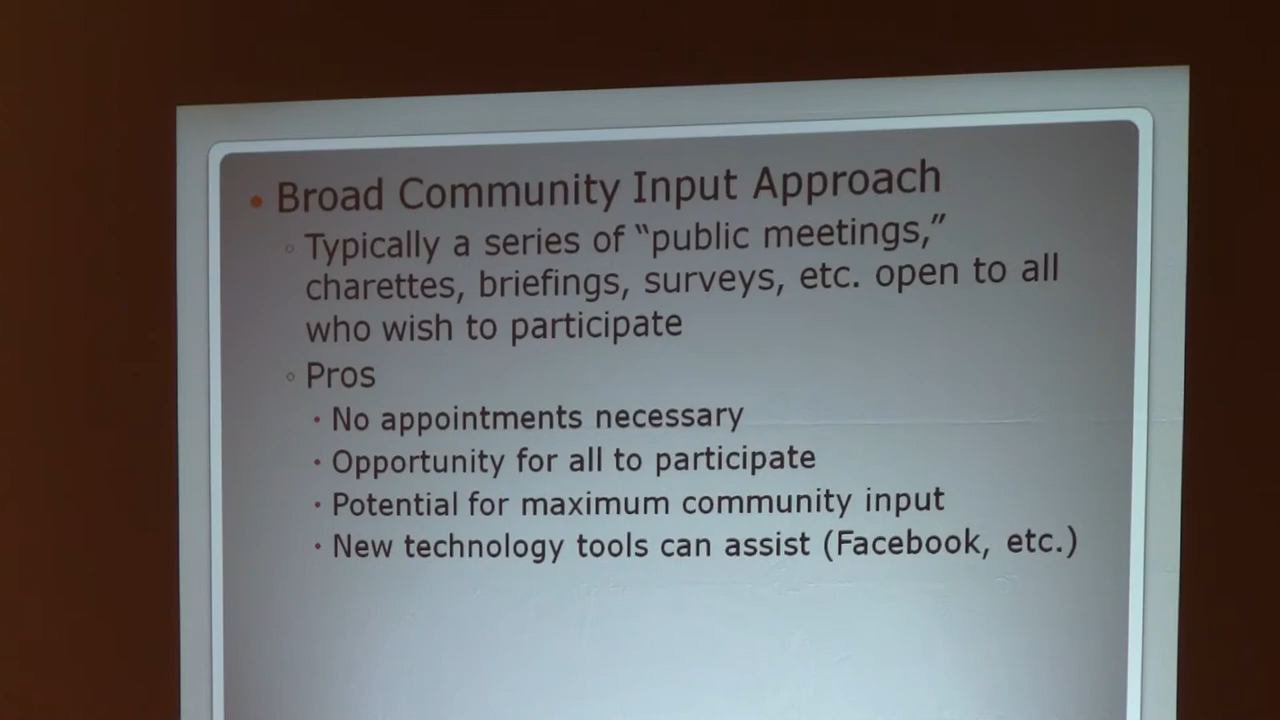 • Broad Community Input Approach
◦ Typically a series of “public meetings,”
charettes, briefings, surveys, etc. open to all
who wish to participate
◦ Pros
• No appointments necessary
• Opportunity for all to participate
• Potential for maximum community input
• New technology tools can assist (Facebook, etc.)